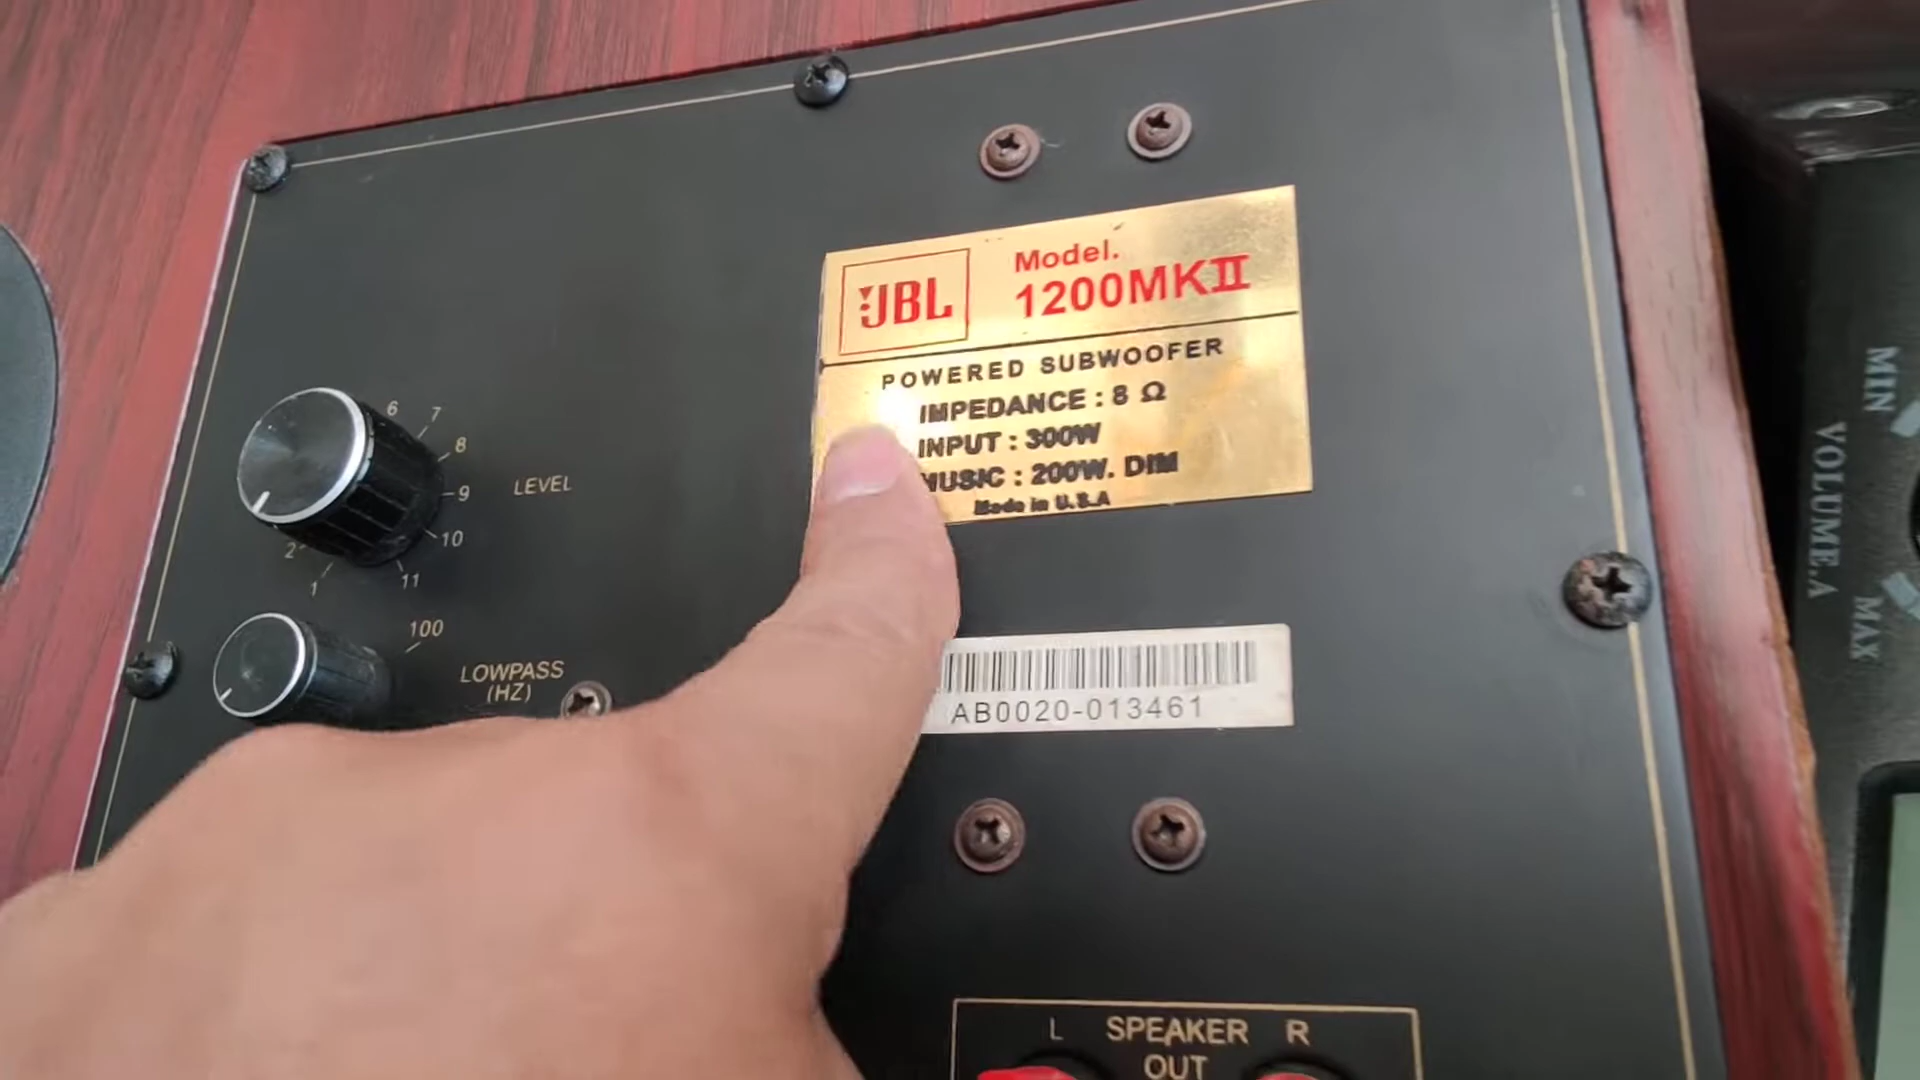 JBL
Model.
1200MKII
POWERED SUBWOOFER
IMPEDANCE : 8 Ω
INPUT : 300W
MUSIC : 200W. DIM
Made in U.S.A
6
7
8
9
10
11
2
1
LEVEL
100
LOWPASS
(HZ)
AB0020-013461
L SPEAKER R
OUT
MIN
VOLUME.A
MAX